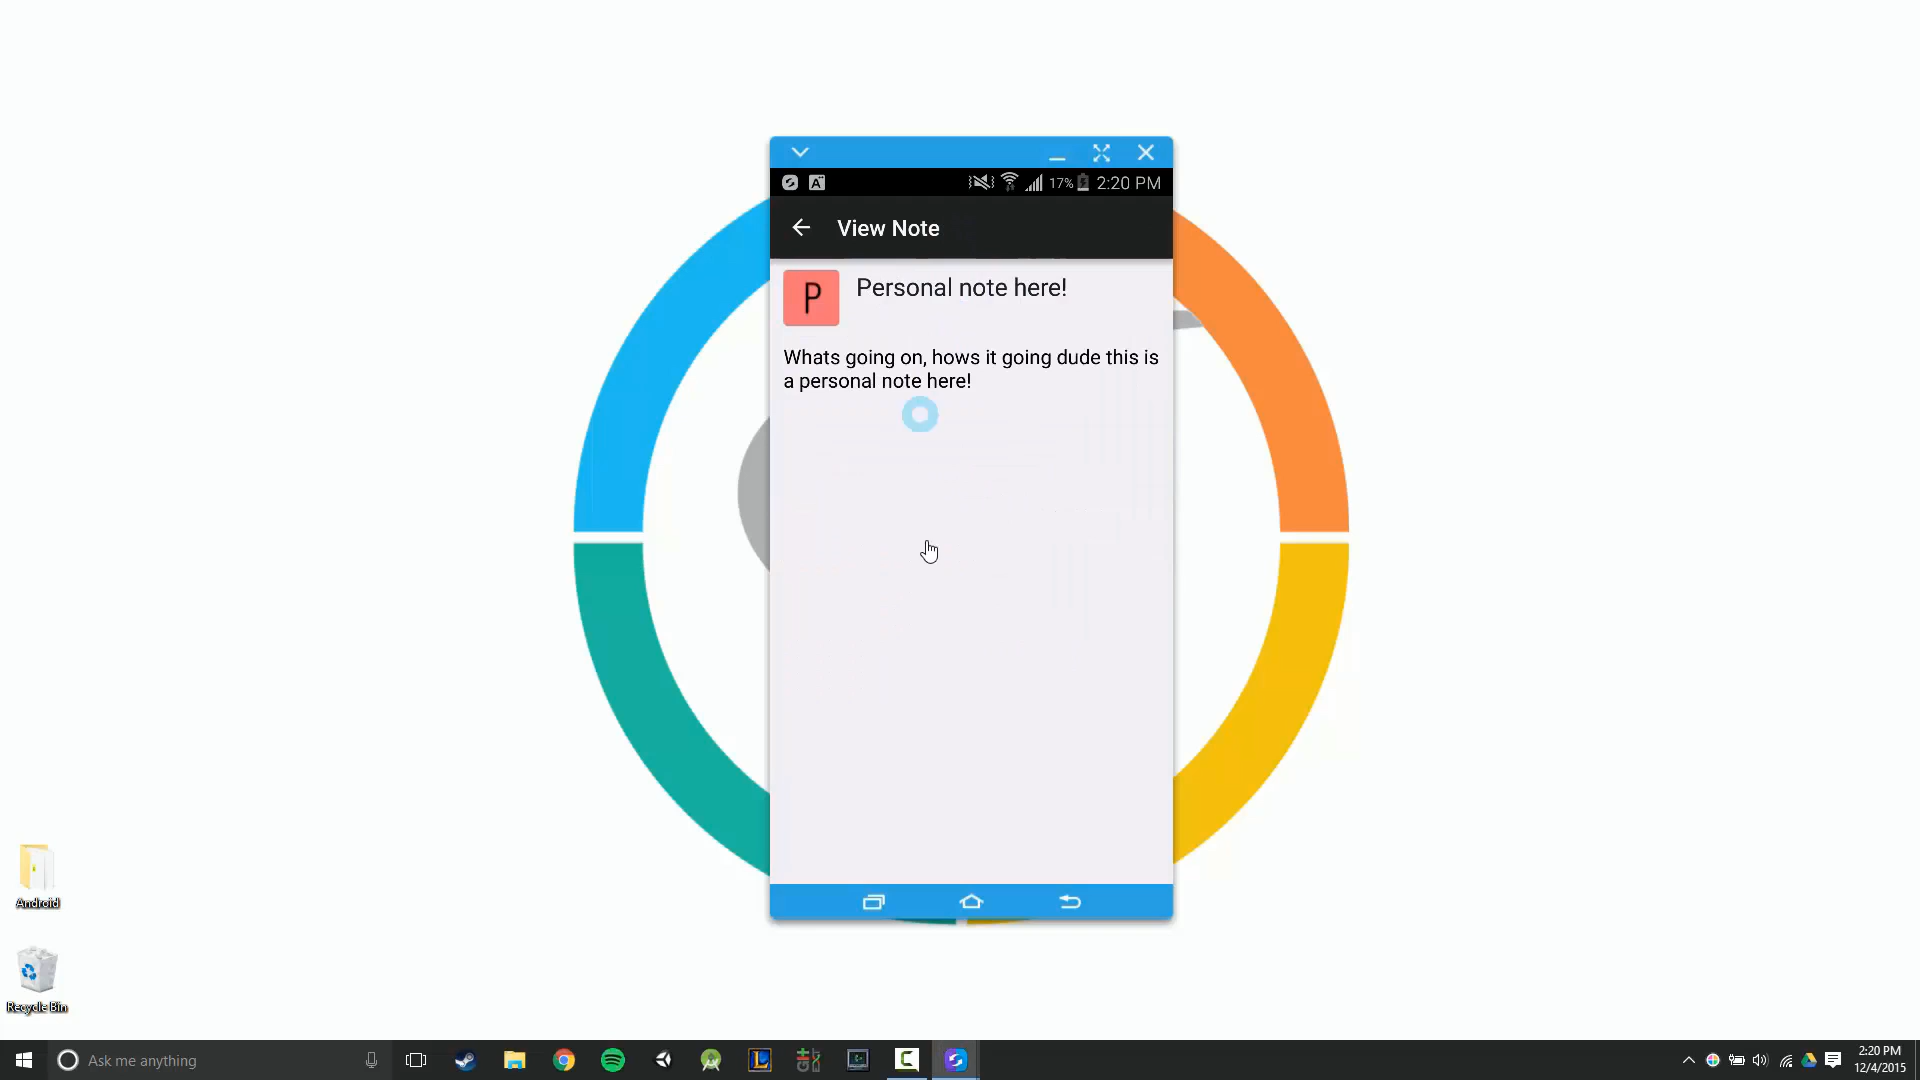 17% 2:20 PM
View Note
P
Personal note here!
Whats going on, hows it going dude this is
a personal note here!
Android
Recycle Bin
Ask me anything
2:20 PM
12/4/2015